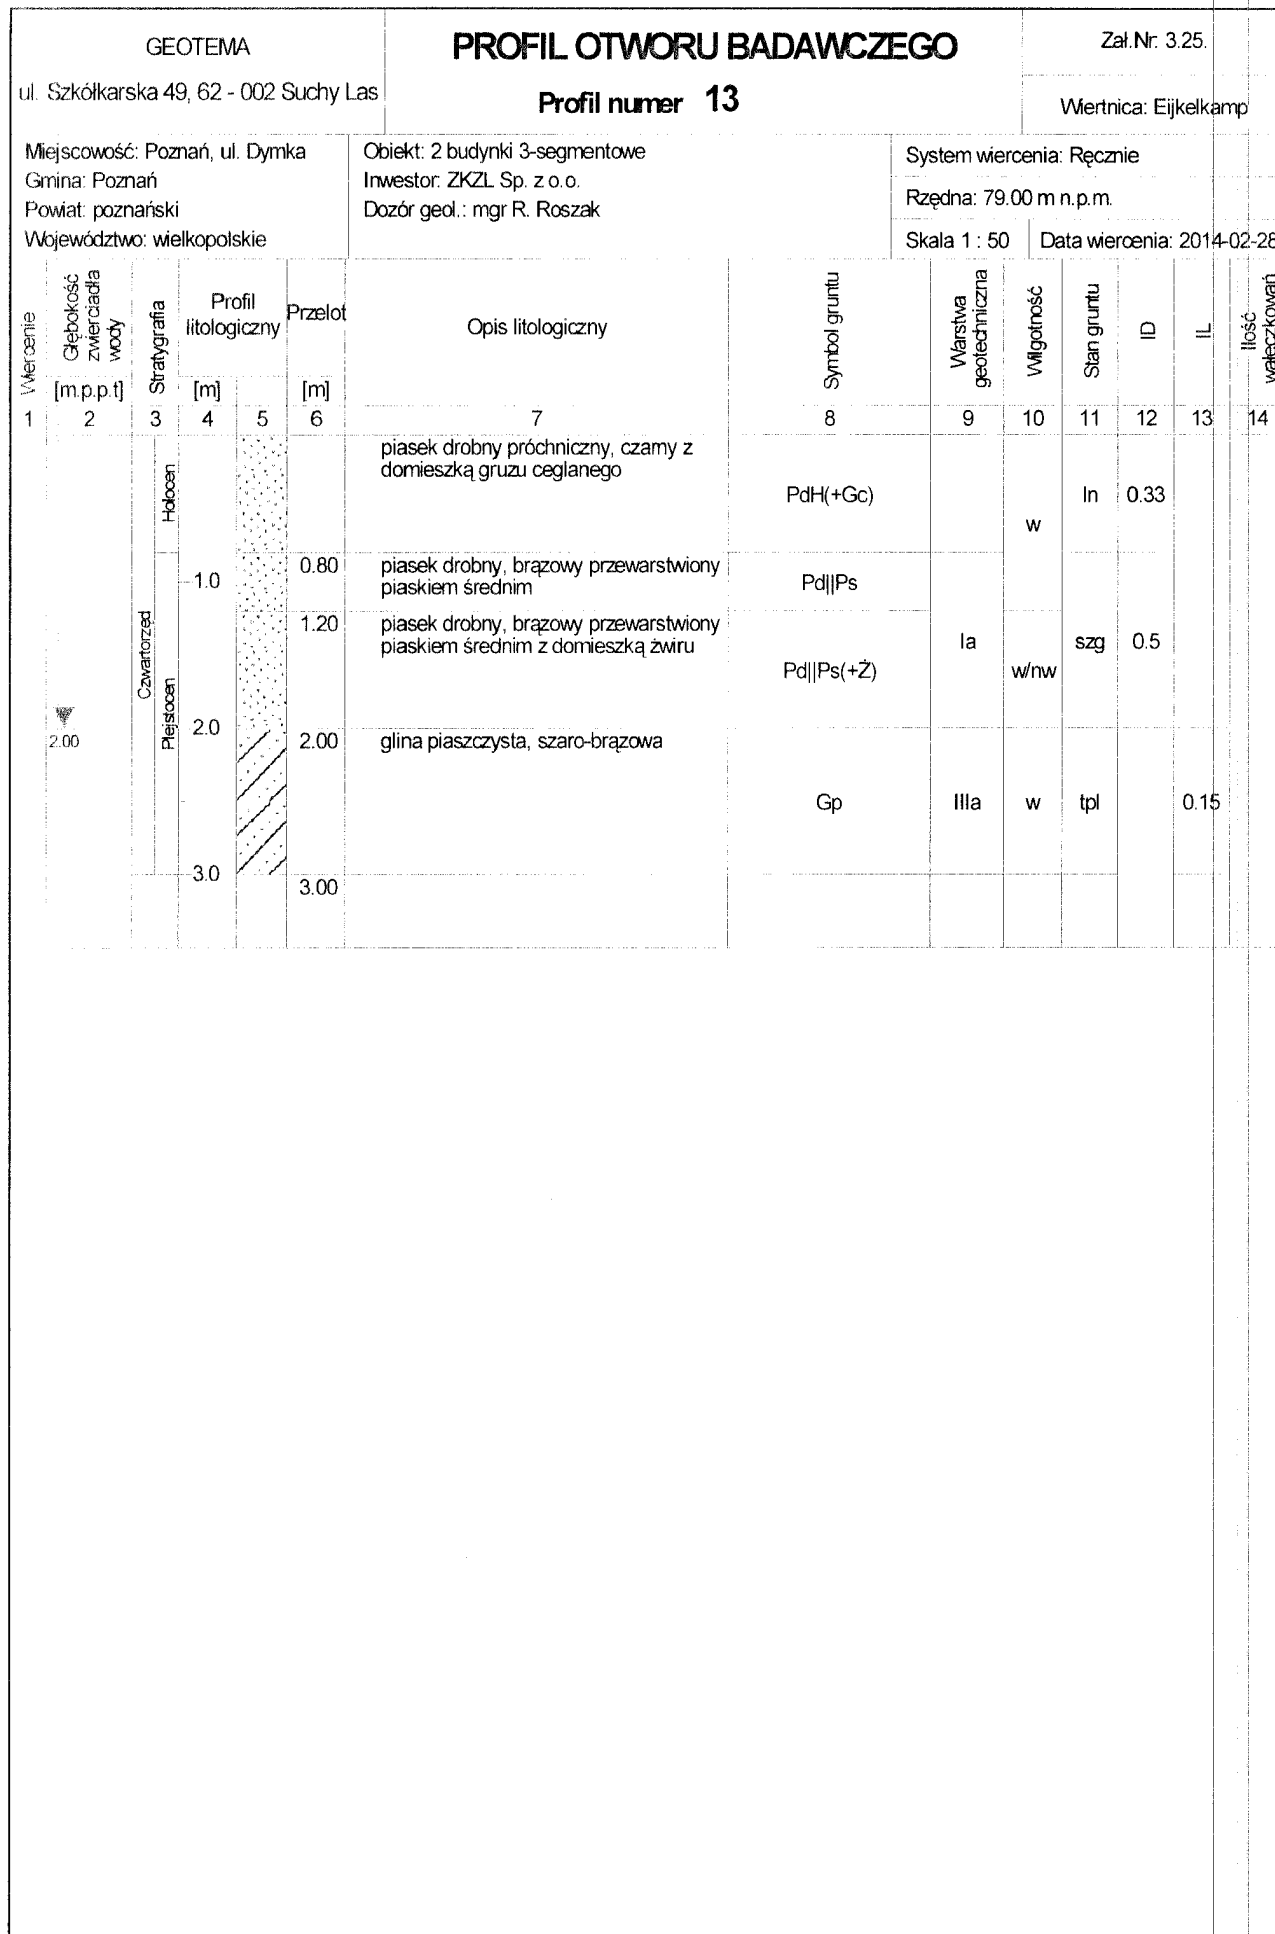 GEOTEMA
ul. Szkółkarska 49, 62 - 002 Suchy Las
PROFIL OTWORU BADAWCZEGO
Profil numer 13
Zał.Nr: 3.25.
Wiertnica: Eijkelkamp
Miejscowość: Poznań, ul. Dymka
Gmina: Poznań
Powiat: poznański
Województwo: wielkopolskie
Obiekt: 2 budynki 3-segmentowe
Inwestor: ZKZL Sp. z o.o.
Dozór geol.: mgr R. Roszak
System wiercenia: Ręcznie
Rzędna: 79.00 m n.p.m.
Skala 1 : 50 Data wiercenia: 2014-02-28
Wiercenie
Głębokość
zwierciadła
wody
[m.p.p.t]
Stratygrafia
Profil
litologiczny
[m]
Przelot
[m]
Opis litologiczny
Symbol gruntu
Warstwa
geotechniczna
Wilgotność
Stan gruntu
ID
IL
Ilość
wałeczkowań
1 2 3 4 5 6 7 8 9 10 11 12 13 14
Czwartorzęd
Holocen
piasek drobny próchniczny, czarny z
domieszką gruzu ceglanego
PdH(+Gc) w ln 0.33
Plejstocen
1.0
0.80 piasek drobny, brązowy przewarstwiony
piaskiem średnim
Pd||Ps
1.20 piasek drobny, brązowy przewarstwiony
piaskiem średnim z domieszką żwiru
Pd||Ps(+Ż) Ia w/nw szg 0.5
2.00
2.0
2.00 glina piaszczysta, szaro-brązowa
Gp IIIa w tpl 0.15
3.0
3.00